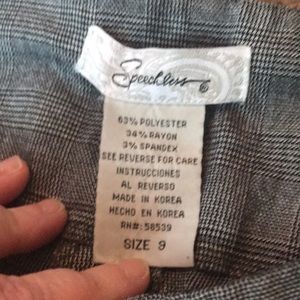 Speechless®
63% POLYESTER
34% RAYON
3% SPANDEX
SEE REVERSE FOR CARE
INSTRUCCIONES
AL REVERSO
MADE IN KOREA
HECHO EN KOREA
RN#: 58539
SIZE 9